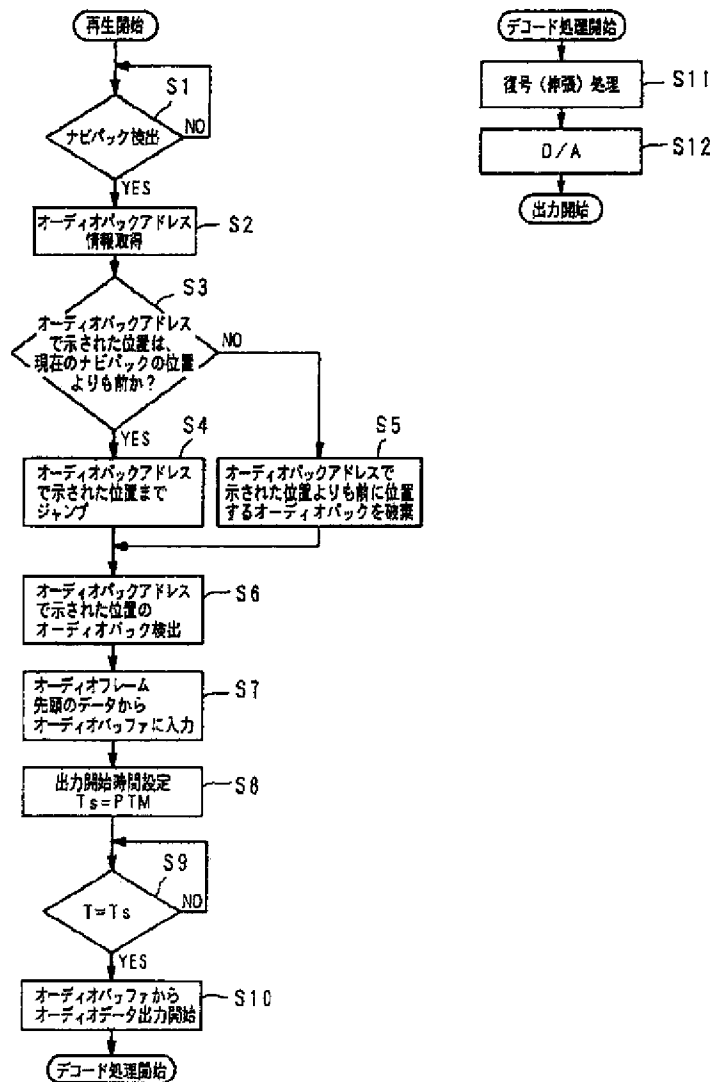 再生開始
S1
ナビパック検出
NO
YES
オーディオパックアドレス
情報取得
S2
S3
オーディオパックアドレス
で示された位置は、
現在のナビパックの位置
よりも前か？
NO
YES
S4
オーディオパックアドレス
で示された位置まで
ジャンプ
S5
オーディオパックアドレスで
示された位置よりも前に位置
するオーディオパックを破棄
オーディオパックアドレス
で示された位置の
オーディオパック検出
S6
オーディオフレーム
先頭のデータから
オーディオバッファに入力
S7
出力開始時間設定
Ts=PTM
S8
S9
T=Ts
NO
YES
オーディオバッファから
オーディオデータ出力開始
S10
デコード処理開始
デコード処理開始
復号（伸張）処理
S11
D/A
S12
出力開始